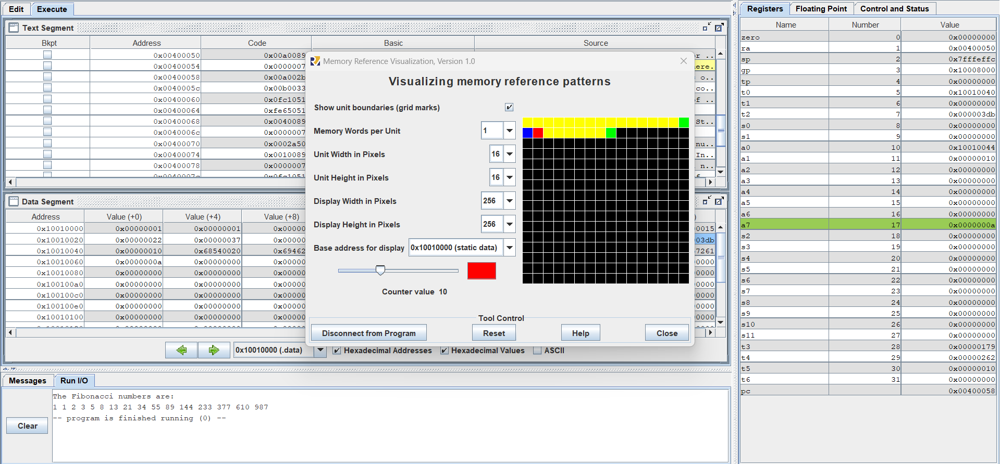 Edit Execute
Text Segment
Bkpt Address Code Basic Source
0x00400050 0x00a0089 or ..
0x00400054 0x0000007 ere.
0x00400058 0x00a002b o..
0x0040005c 0x00b0033 co..
0x00400060 0x0fc1051 of ..
0x00400064 0xfe65051
0x00400068 0x0040089 St..
0x0040006c 0x0000007
0x00400070 0x0002a50 nu..
0x00400074 0x0010089 In..
0x00400078 0x0000007 n..
0x0040007c 0x0fc1051
Data Segment
Address Value (+0) Value (+4) Value (+8)
0x10010000 0x00000001 0x00000001 0x00000 00015
0x10010020 0x00000022 0x00000037 0x00000 003db
0x10010040 0x00000010 0x68540020 0x69462 67261
0x10010060 0x0000000a 0x00000000 0x00000 00000
0x10010080 0x00000000 0x00000000 0x00000 00000
0x100100a0 0x00000000 0x00000000 0x00000 00000
0x100100c0 0x00000000 0x00000000 0x00000 00000
0x100100e0 0x00000000 0x00000000 0x00000 00000
0x10010100 0x00000000 0x00000000 0x00000 00000
0x10010000 (.data) Hexadecimal Addresses Hexadecimal Values ASCII
Memory Reference Visualization, Version 1.0
Visualizing memory reference patterns
Show unit boundaries (grid marks)
Memory Words per Unit 1
Unit Width in Pixels 16
Unit Height in Pixels 16
Display Width in Pixels 256
Display Height in Pixels 256
Base address for display 0x10010000 (static data)
Counter value 10
Tool Control
Disconnect from Program Reset Help Close
Messages Run I/O
Clear
The Fibonacci numbers are:
1 1 2 3 5 8 13 21 34 55 89 144 233 377 610 987
-- program is finished running (0) --
Registers Floating Point Control and Status
Name Number Value
zero 0 0x00000000
ra 1 0x00400050
sp 2 0x7fffeffc
gp 3 0x10008000
tp 4 0x00000000
t0 5 0x10010040
t1 6 0x00000000
t2 7 0x000003db
s0 8 0x00000000
s1 9 0x00000000
a0 10 0x10010044
a1 11 0x00000010
a2 12 0x00000000
a3 13 0x00000000
a4 14 0x00000000
a5 15 0x00000000
a6 16 0x00000000
a7 17 0x0000000a
s2 18 0x00000000
s3 19 0x00000000
s4 20 0x00000000
s5 21 0x00000000
s6 22 0x00000000
s7 23 0x00000000
s8 24 0x00000000
s9 25 0x00000000
s10 26 0x00000000
s11 27 0x00000000
t3 28 0x00000179
t4 29 0x00000262
t5 30 0x00000010
t6 31 0x00000000
pc 0x00400058